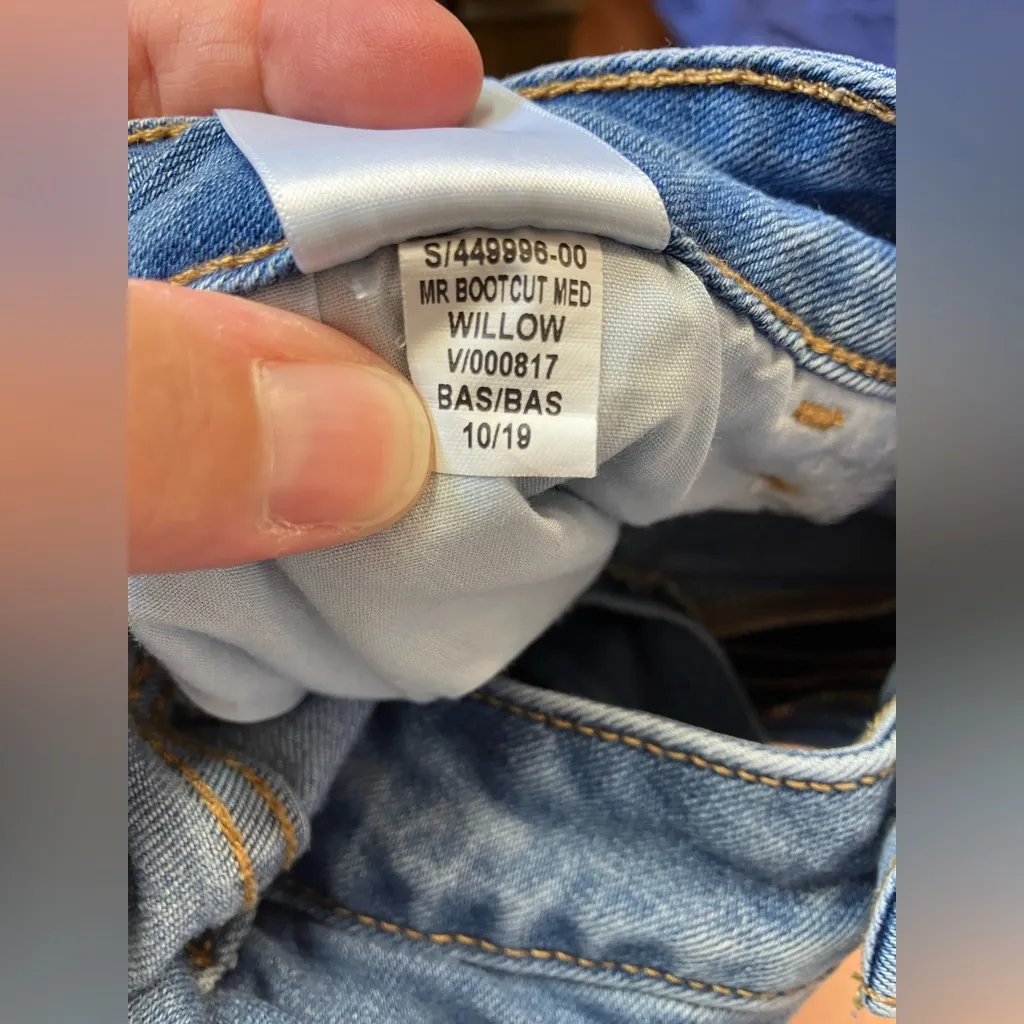 S/449996-00
MR BOOTCUT MED
WILLOW
V/000817
BAS/BAS
10/19